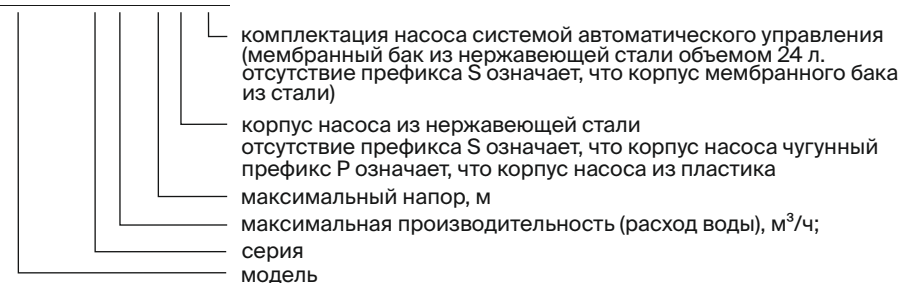 комплектация насоса системой автоматического управления
(мембранный бак из нержавеющей стали объемом 24 л.
отсутствие префикса S означает, что корпус мембранного бака
из стали)
корпус насоса из нержавеющей стали
отсутствие префикса S означает, что корпус насоса чугунный
префикс P означает, что корпус насоса из пластика
максимальный напор, м
максимальная производительность (расход воды), м³/ч;
серия
модель